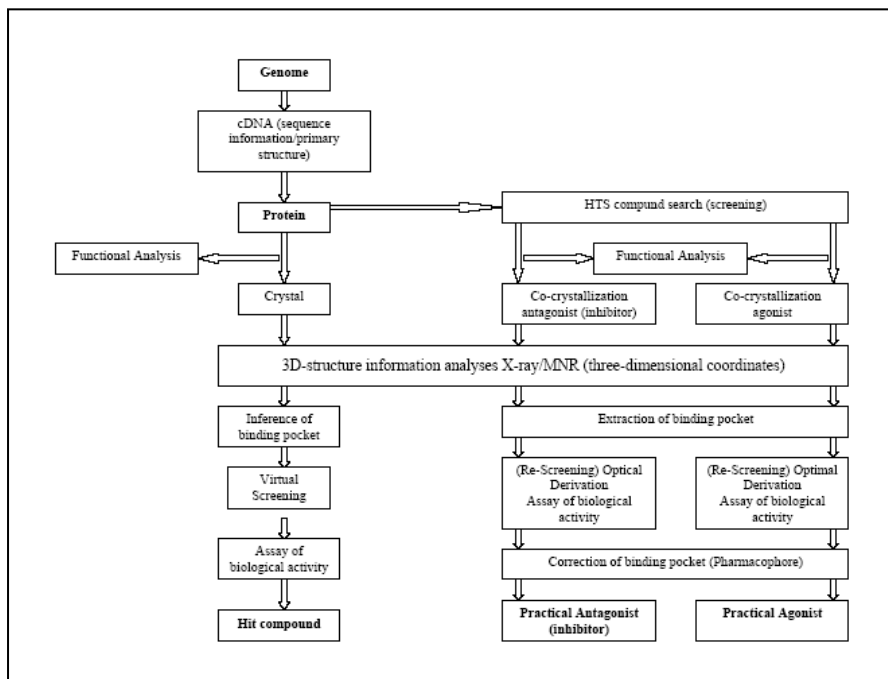 Genome
cDNA (sequence
information/primary
structure)
Protein
HTS compund search (screening)
Functional Analysis
Functional Analysis
Crystal
Co-crystallization
antagonist (inhibitor)
Co-crystallization
agonist
3D-structure information analyses X-ray/MNR (three-dimensional coordinates)
Inference of
binding pocket
Extraction of binding pocket
Virtual
Screening
(Re-Screening) Optical
Derivation
Assay of biological
activity
(Re-Screening) Optimal
Derivation
Assay of biological
activity
Assay of
biological activity
Correction of binding pocket (Pharmacophore)
Hit compound
Practical Antagonist
(inhibitor)
Practical Agonist